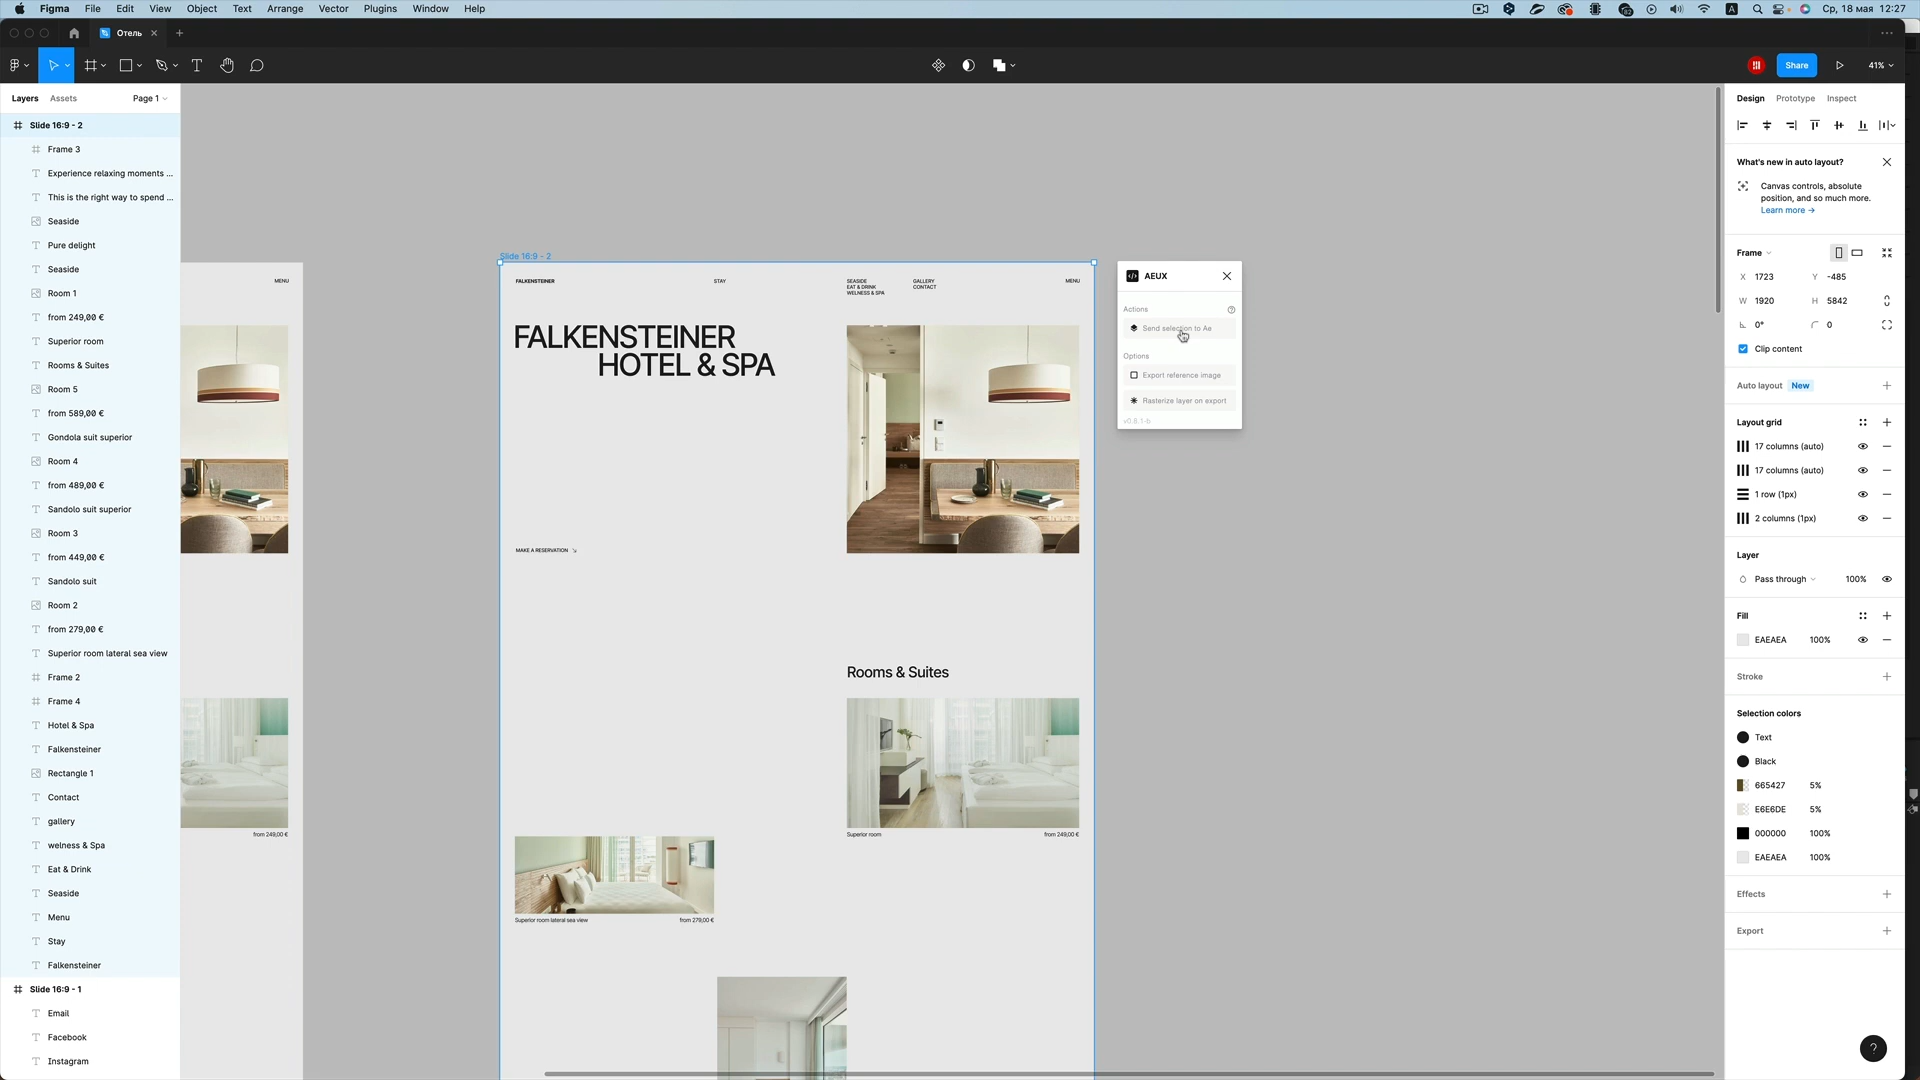 Figma File Edit View Object Text Arrange Vector Plugins Window Help
A
Ср, 18 мая 12:27
Отель
Share
41%
Layers Assets Page 1
Slide 16:9 - 2
Frame 3
Experience relaxing moments ...
This is the right way to spend ...
Seaside
Pure delight
Seaside
Room 1
from 249,00 €
Superior room
Rooms & Suites
Room 5
from 589,00 €
Gondola suit superior
Room 4
from 489,00 €
Sandolo suit superior
Room 3
from 449,00 €
Sandolo suit
Room 2
from 279,00 €
Superior room lateral sea view
Frame 2
Frame 4
Hotel & Spa
Falkensteiner
Rectangle 1
Contact
gallery
welness & Spa
Eat & Drink
Seaside
Menu
Stay
Falkensteiner
Slide 16:9 - 1
Email
Facebook
Instagram
MENU
from 249,00 €
Slide 16:9 - 2
FALKENSTEINER
STAY
SEASIDE
EAT & DRINK
WELNESS & SPA
GALLERY
CONTACT
MENU
FALKENSTEINER
HOTEL & SPA
MAKE A RESERVATION ↘
Rooms & Suites
Superior room
from 249,00 €
Superior room lateral sea view
from 279,00 €
AEUX
Actions
Send selection to Ae
Options
Export reference image
Rasterize layer on export
v0.8.1-b
Design Prototype Inspect
What's new in auto layout?
Canvas controls, absolute
position, and so much more.
Learn more →
Frame
X 1723 Y -485
W 1920 H 5842
0° 0
Clip content
Auto layout New
Layout grid
17 columns (auto)
17 columns (auto)
1 row (1px)
2 columns (1px)
Layer
Pass through 100%
Fill
EAEAEA 100%
Stroke
Selection colors
Text
Black
665427 5%
E6E6DE 5%
000000 100%
EAEAEA 100%
Effects
Export
?